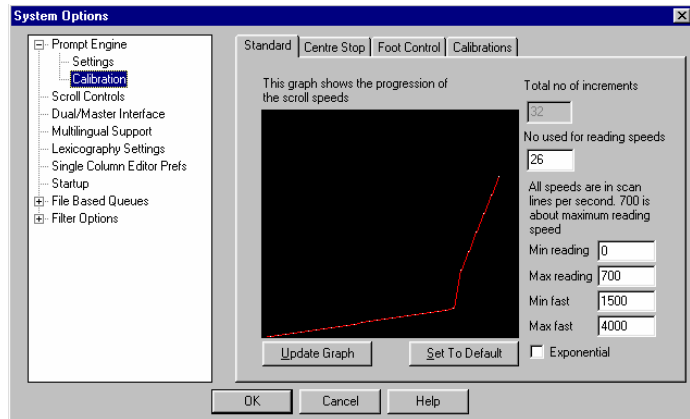 System Options
Prompt Engine
Settings
Calibration
Scroll Controls
Dual/Master Interface
Multilingual Support
Lexicography Settings
Single Column Editor Prefs
Startup
File Based Queues
Filter Options
Standard
Centre Stop
Foot Control
Calibrations
This graph shows the progression of
the scroll speeds
Update Graph
Set To Default
Total no of increments
32
No used for reading speeds
26
All speeds are in scan
lines per second. 700 is
about maximum reading
speed
Min reading 0
Max reading 700
Min fast 1500
Max fast 4000
Exponential
OK
Cancel
Help